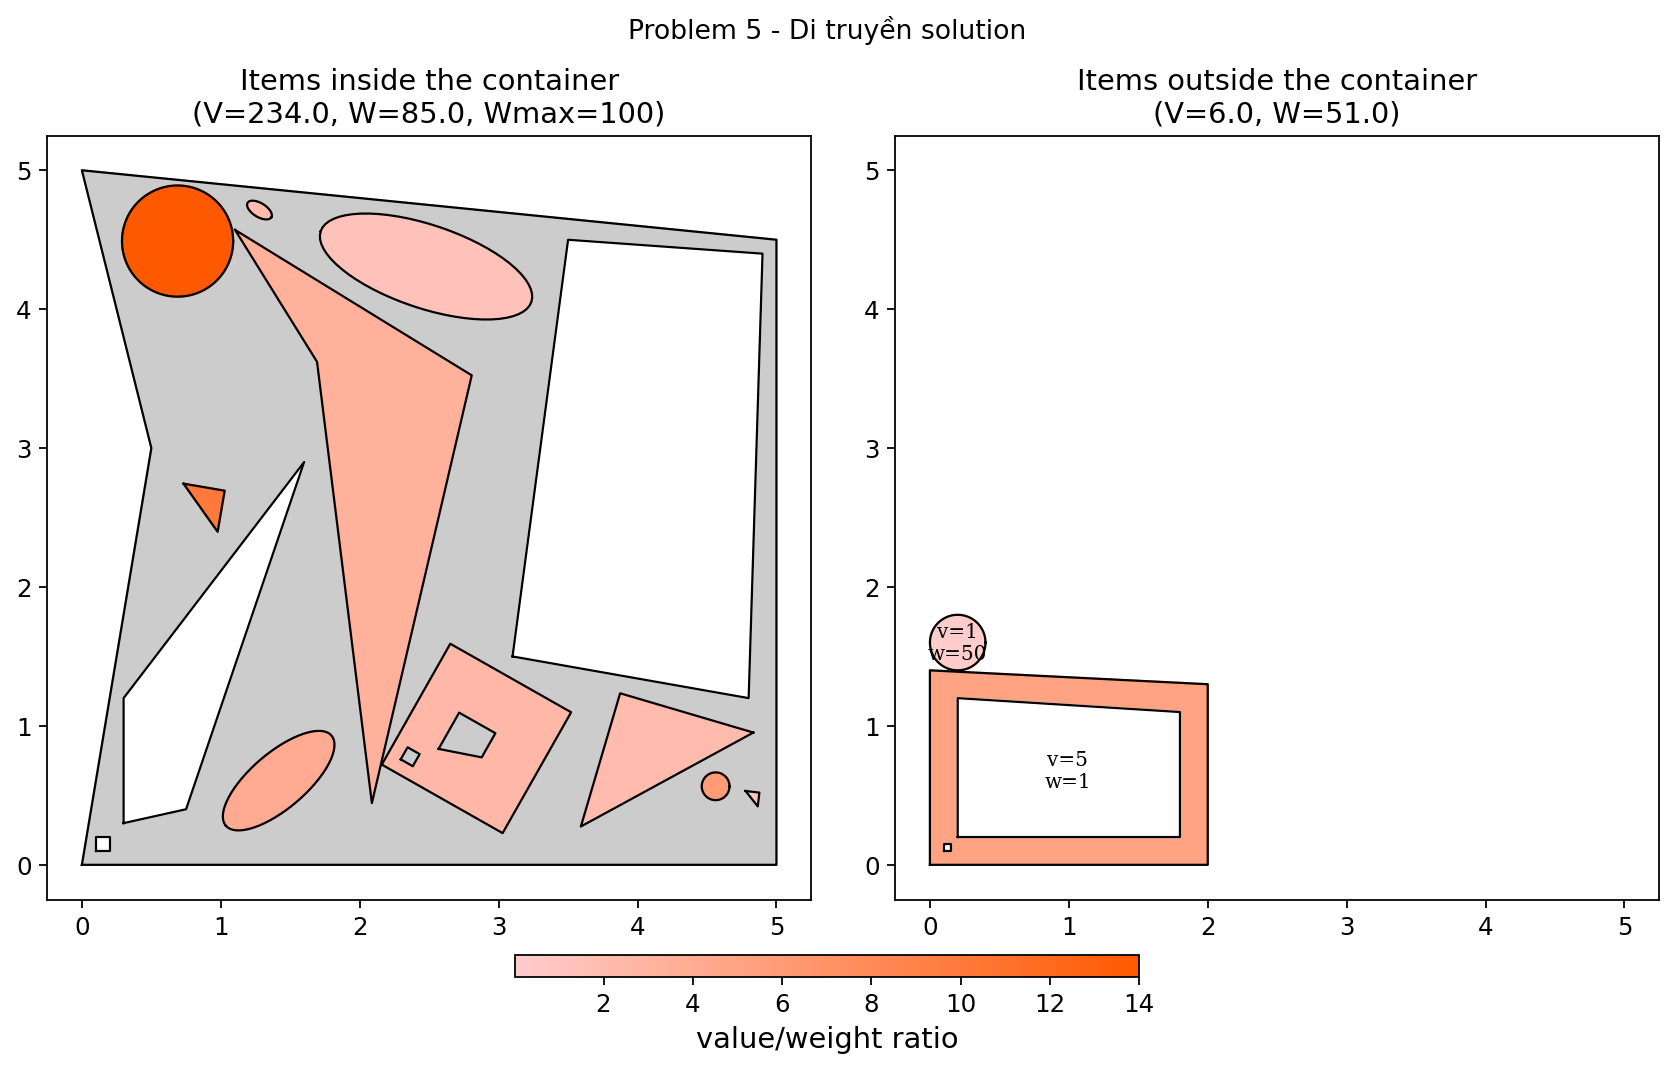 Problem 5 - Di truyền solution
Items inside the container
(V=234.0, W=85.0, Wmax=100)
Items outside the container
(V=6.0, W=51.0)
5
4
3
2
1
0
0 1 2 3 4 5
5
4
3
2
1
0
v=1
w=50
v=5
w=1
0 1 2 3 4 5
2 4 6 8 10 12 14
value/weight ratio